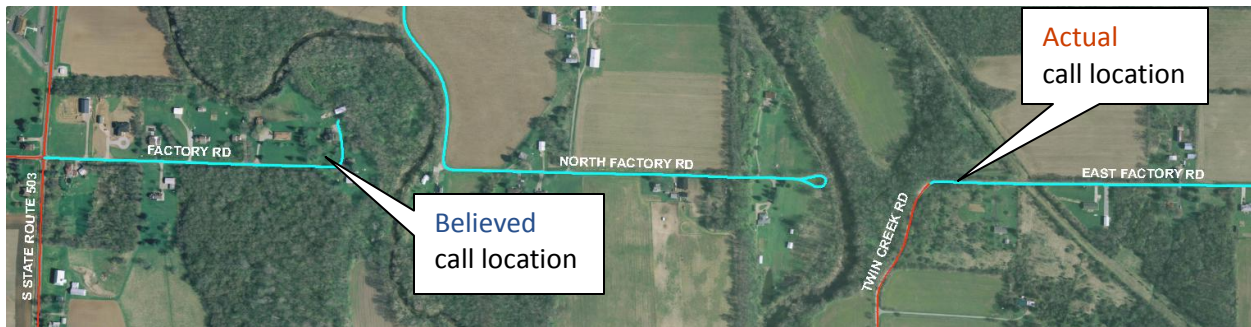 Actual
call location
FACTORY RD
NORTH FACTORY RD
EAST FACTORY RD
Believed
call location
S STATE ROUTE 503
TWIN CREEK RD